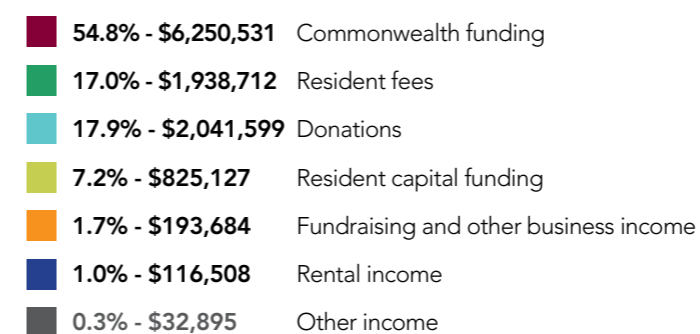 54.8% - $6,250,531 Commonwealth funding
17.0% - $1,938,712 Resident fees
17.9% - $2,041,599 Donations
7.2% - $825,127 Resident capital funding
1.7% - $193,684 Fundraising and other business income
1.0% - $116,508 Rental income
0.3% - $32,895 Other income